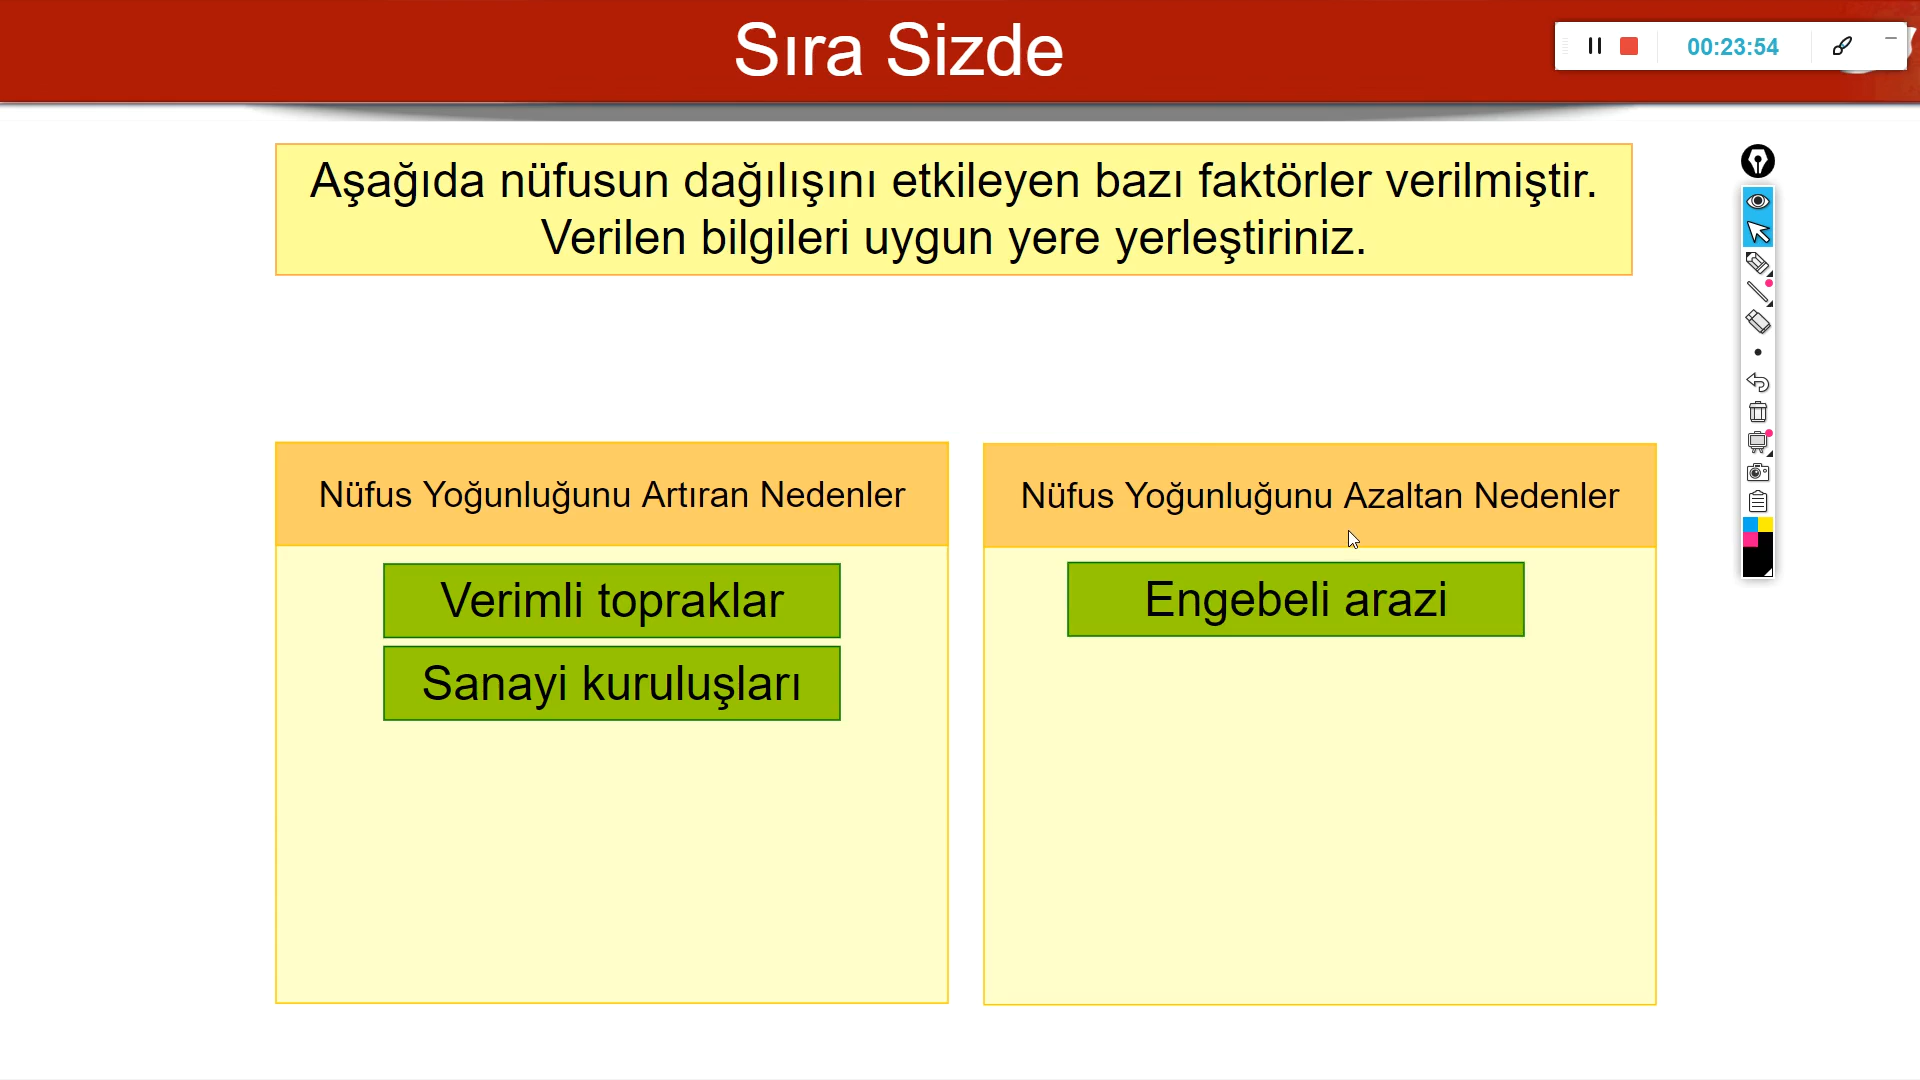 Sıra Sizde
00:23:54
Aşağıda nüfusun dağılışını etkileyen bazı faktörler verilmiştir.
Verilen bilgileri uygun yere yerleştiriniz.
Nüfus Yoğunluğunu Artıran Nedenler
Verimli topraklar
Sanayi kuruluşları
Nüfus Yoğunluğunu Azaltan Nedenler
Engebeli arazi